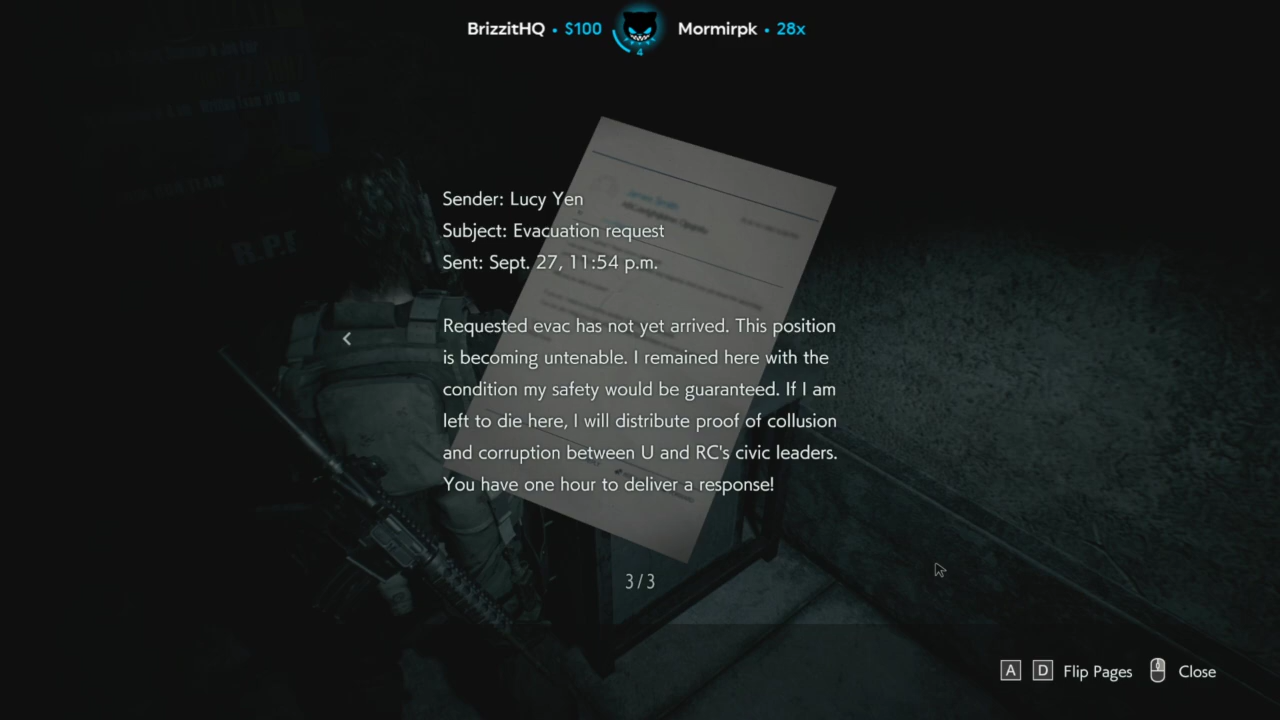 BrizzitHQ • $100
4
Mormirpk • 28x
R.P.F
Sender: Lucy Yen
Subject: Evacuation request
Sent: Sept. 27, 11:54 p.m.
Requested evac has not yet arrived. This position
is becoming untenable. I remained here with the
condition my safety would be guaranteed. If I am
left to die here, I will distribute proof of collusion
and corruption between U and RC's civic leaders.
You have one hour to deliver a response!
3/3
A D Flip Pages Close